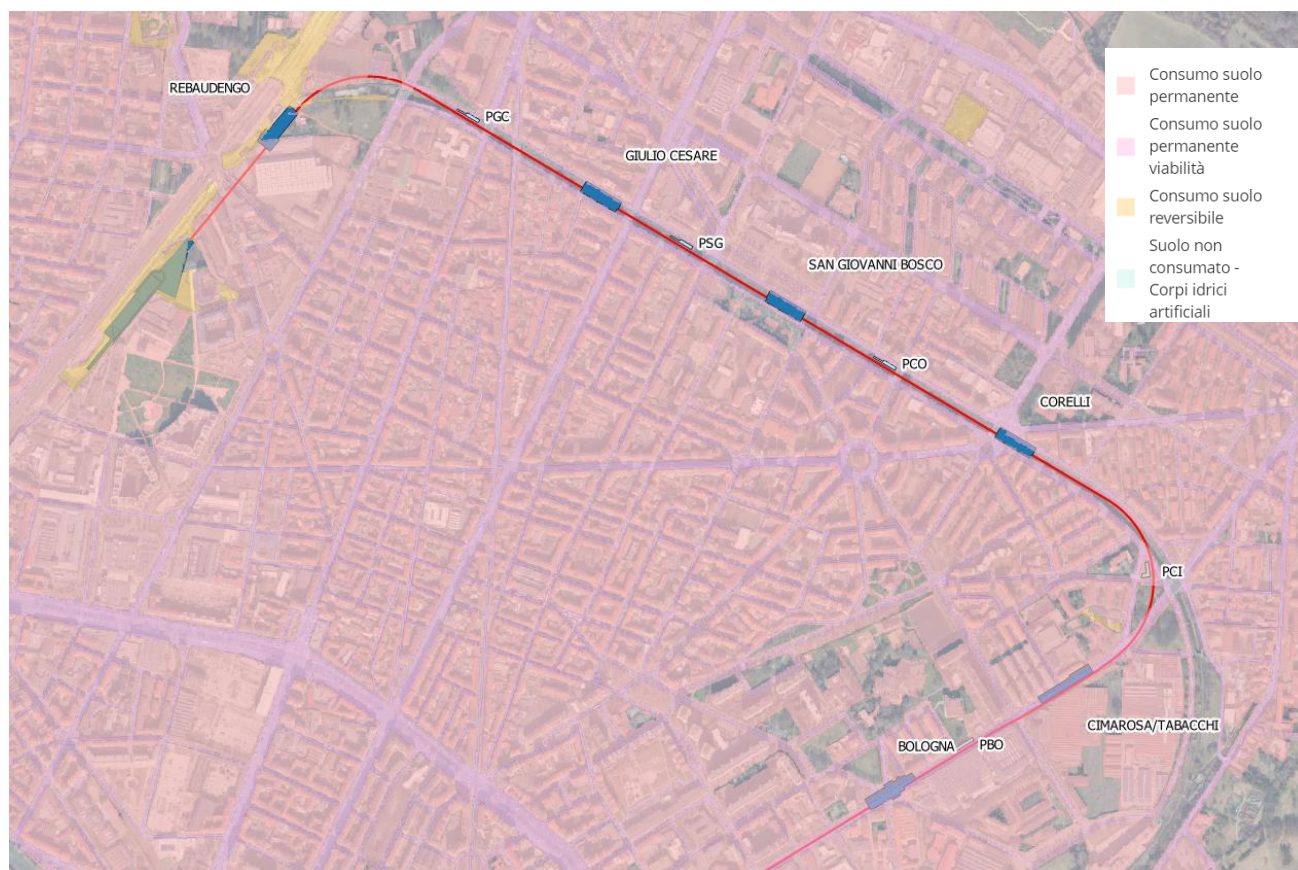 REBAUDENGO
PGC
GIULIO CESARE
PSG
SAN GIOVANNI BOSCO
PCO
CORELLI
PCI
CIMAROSA/TABACCHI
BOLOGNA
PBO
Consumo suolo
permanente
Consumo suolo
permanente
viabilità
Consumo suolo
reversibile
Suolo non
consumato -
Corpi idrici
artificiali